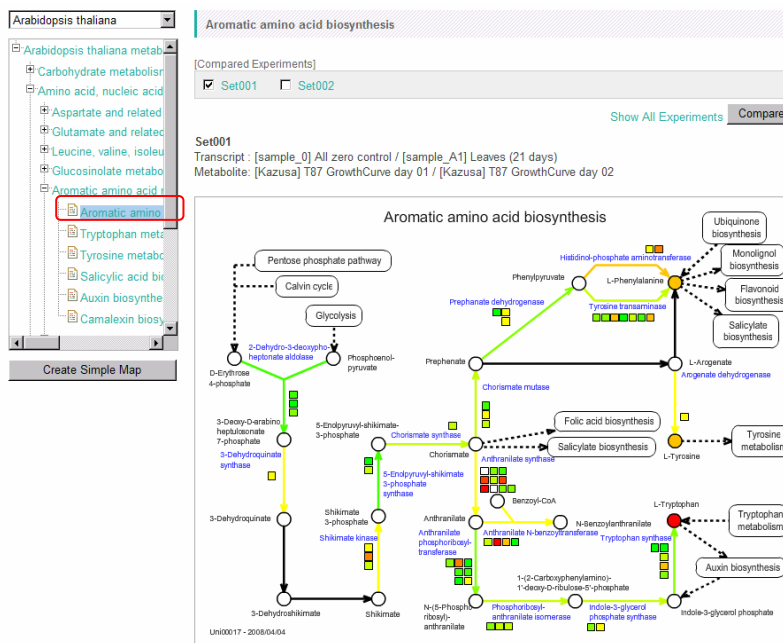 Arabidopsis thaliana
Arabidopsis thaliana metab
Carbohydrate metabolisr
Amino acid, nucleic acid
Aspartate and related
Glutamate and related
Leucine, valine, isoleu
Glucosinolate metabo
Aromatic amino acid r
Aromatic amino
Tryptophan meta
Tyrosine metabo
Salicylic acid bio
Auxin biosynthe
Camalexin biosy
Create Simple Map
Aromatic amino acid biosynthesis
[Compared Experiments]
Set001
Set002
Show All Experiments
Compare
Set001
Transcript : [sample_0] All zero control / [sample_A1] Leaves (21 days)
Metabolite: [Kazusa] T87 GrowthCurve day 01 / [Kazusa] T87 GrowthCurve day 02
Aromatic amino acid biosynthesis
Ubiquinone
biosynthesis
Monolignol
biosynthesis
Flavonoid
biosynthesis
Salicylate
biosynthesis
Histidinol-phosphate aminotransferase
Phenylpyruvate
L-Phenylalanine
Tyrosine transaminase
Prephanate dehydrogenase
Pentose phosphate pathway
Calvin cycle
Glycolysis
2-Dehydro-3-deoxypho-
heptonate aldolase
D-Erythrose
4-phosphate
Phosphoenol-
pyruvate
Prephenate
L-Arogenate
Arogenate dehydrogenase
Chorismate mutase
3-Deoxy-D-arabino
heptulosonate
7-phosphate
5-Enolpyruvyl-shikimate-
3-phosphate
Chorismate synthase
Chorismate
Folic acid biosynthesis
Salicylate biosynthesis
L-Tyrosine
Tyrosine
metabolism
3-Dehydroquinate
synthase
5-Enolpyruvyl-shikimate
3-phosphate
synthase
Anthranilate synthase
Benzoyl-CoA
3-Dehydroquinate
Shikimate
3-phosphate
Shikimate kinase
Anthranilate
N-Benzoylanthranilate
Anthranilate N-benzoyltransferase
Anthranilate
phosphoribosyl-
transferase
L-Tryptophan
Tryptophan
metabolism
Tryptophan synthase
Auxin biosynthesis
1-(2-Carboxyphenylamino)-
1'-deoxy-D-ribulose-5'-phosphate
3-Dehydroshikimate
Shikimate
N-(5-Phospho
ribosyl)-
anthranilate
Phosphoribosyl-
anthranilate isomerase
Indole-3-glycerol
phosphate synthase
Indole-3-glycerol phosphate
Uni00017 - 2008/04/04